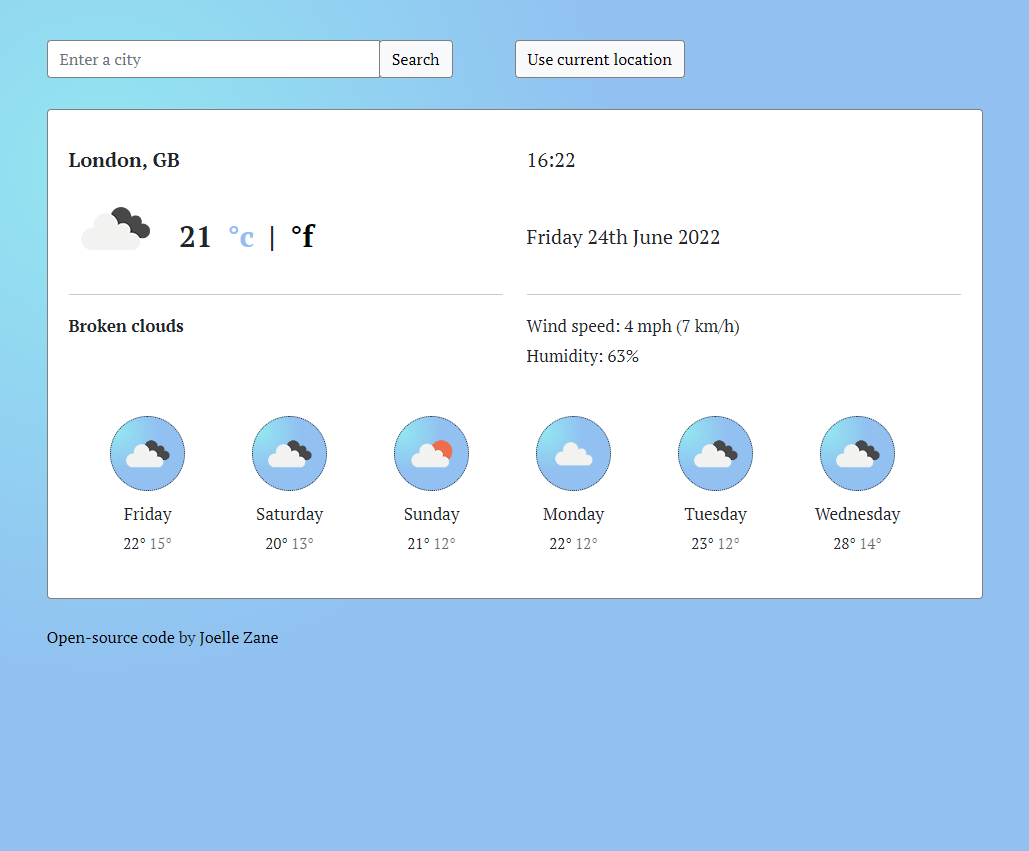 Enter a city Search Use current location
London, GB 16:22
21 °c | °f Friday 24th June 2022
Broken clouds Wind speed: 4 mph (7 km/h)
Humidity: 63%
Friday Saturday Sunday Monday Tuesday Wednesday
22° 15° 20° 13° 21° 12° 22° 12° 23° 12° 28° 14°
Open-source code by Joelle Zane